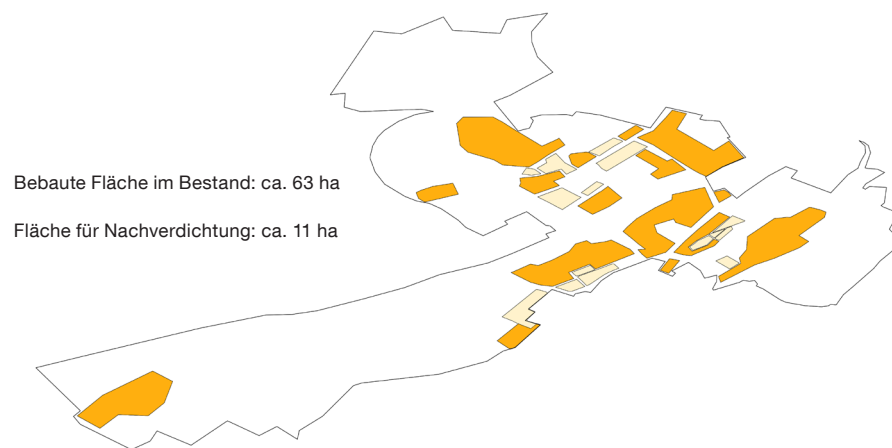 Bebaute Fläche im Bestand: ca. 63 ha
Fläche für Nachverdichtung: ca. 11 ha